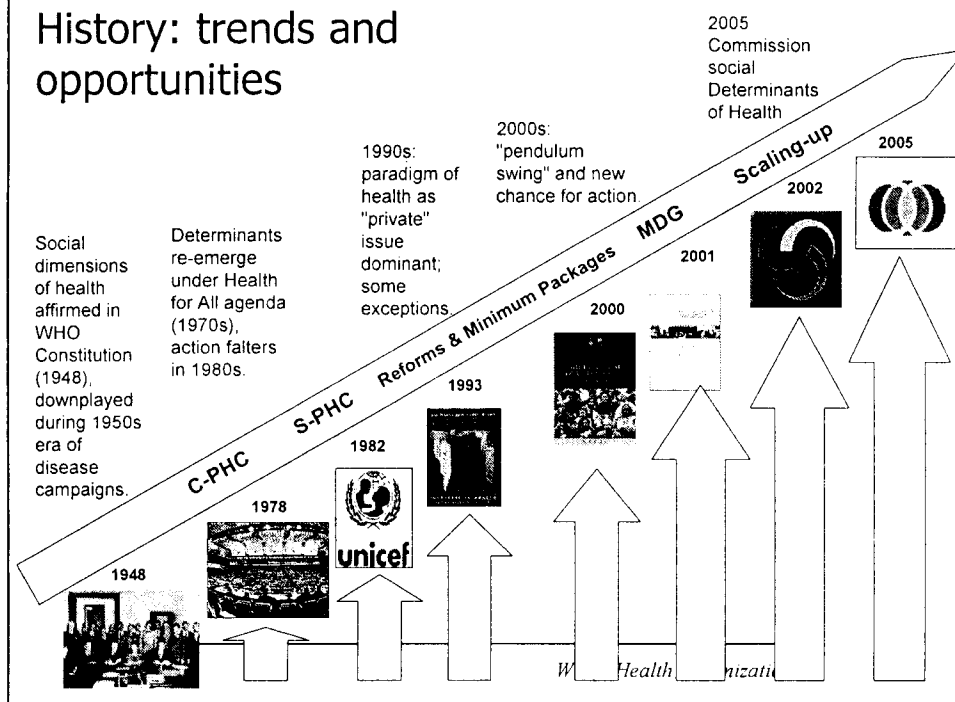 History: trends and
opportunities
2005
Commission
social
Determinants
of Health
Scaling-up
2005
2000s:
"pendulum
swing" and new
chance for action.
1990s:
paradigm of
health as
"private"
issue
dominant;
some
exceptions.
MDG
2002
Social
dimensions
of health
affirmed in
WHO
Constitution
(1948),
downplayed
during 1950s
era of
disease
campaigns.
Determinants
re-emerge
under Health
for All agenda
(1970s),
action falters
in 1980s.
Reforms & Minimum Packages
2001
2000
S-PHC
1993
C-PHC
1982
1978
unicef
1948
Health